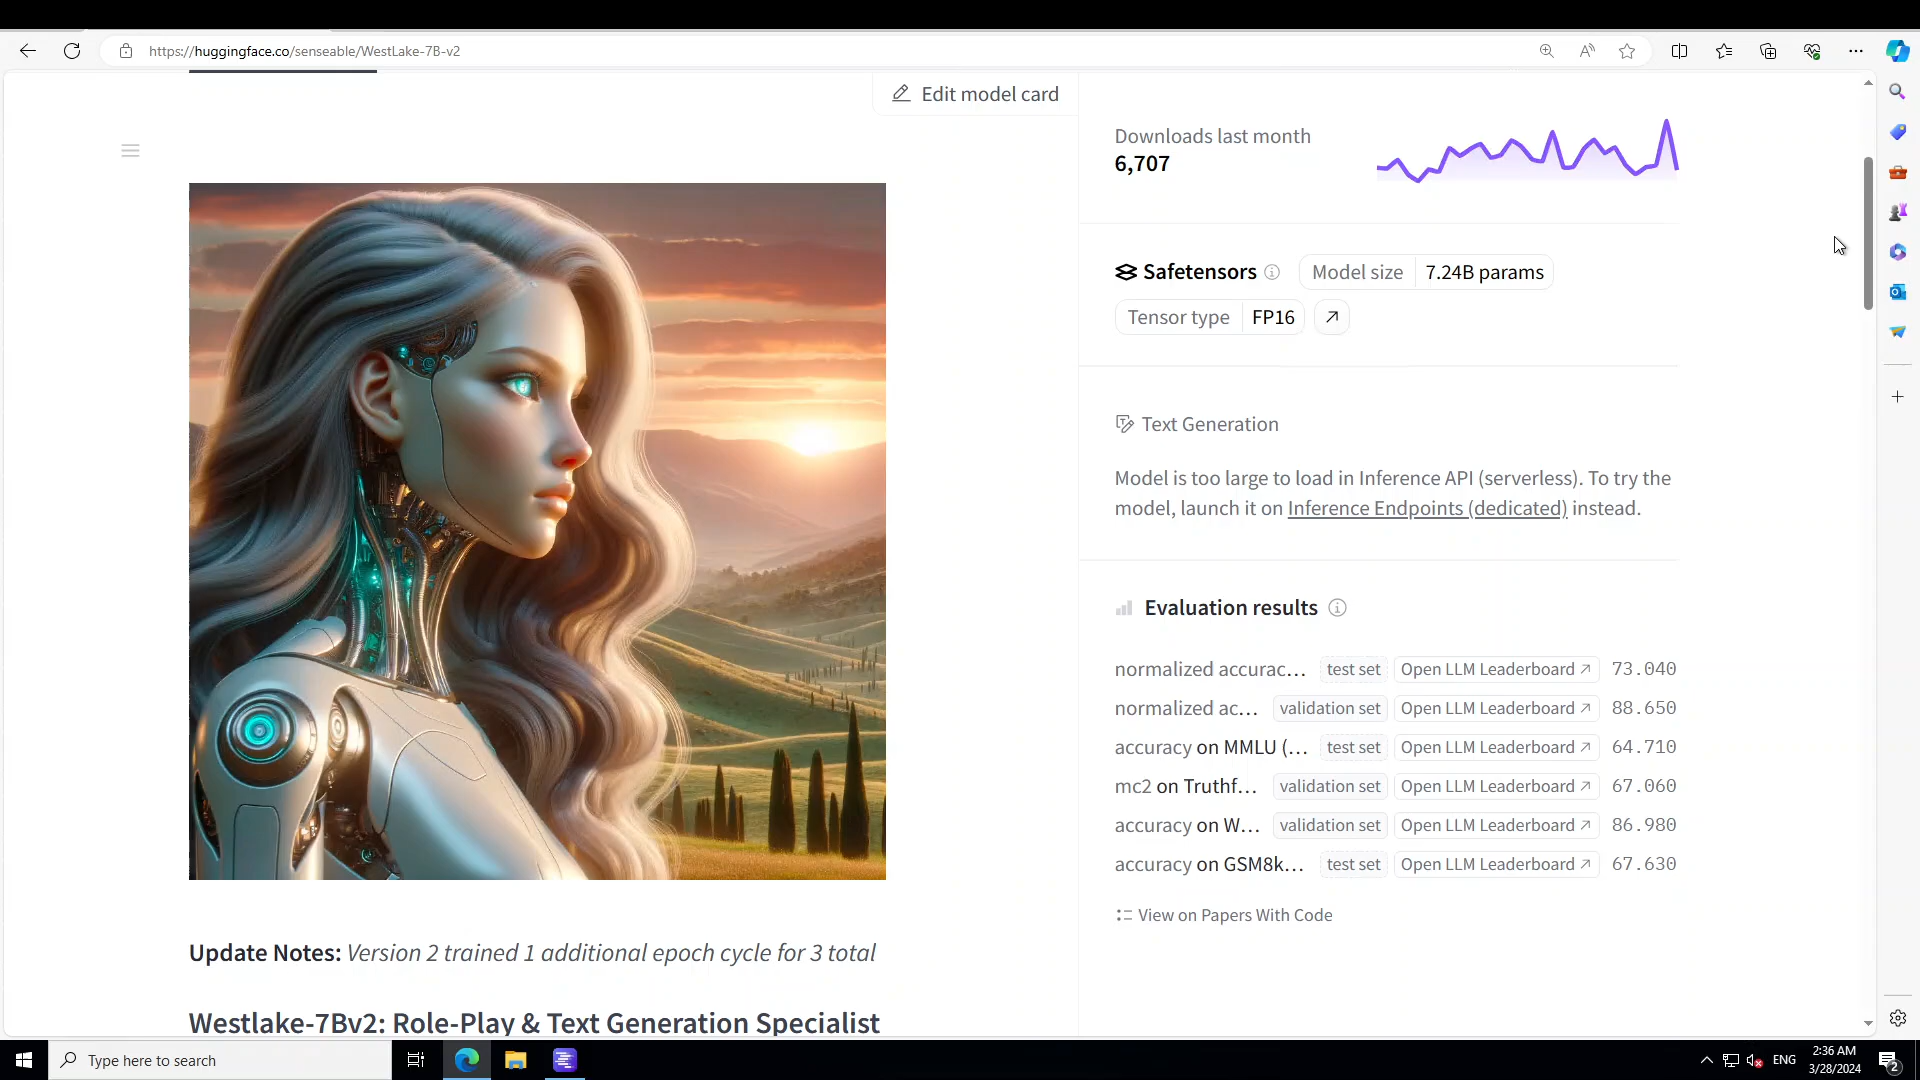 https://huggingface.co/senseable/WestLake-7B-v2
Edit model card
Downloads last month
6,707
Safetensors
Model size 7.24B params
Tensor type FP16
Text Generation
Model is too large to load in Inference API (serverless). To try the
model, launch it on Inference Endpoints (dedicated) instead.
Evaluation results
normalized accurac... test set Open LLM Leaderboard 73.040
normalized ac... validation set Open LLM Leaderboard 88.650
accuracy on MMLU (... test set Open LLM Leaderboard 64.710
mc2 on Truthf... validation set Open LLM Leaderboard 67.060
accuracy on W... validation set Open LLM Leaderboard 86.980
accuracy on GSM8k... test set Open LLM Leaderboard 67.630
View on Papers With Code
Update Notes: Version 2 trained 1 additional epoch cycle for 3 total
Westlake-7Bv2: Role-Play & Text Generation Specialist
Type here to search
ENG
2:36 AM
3/28/2024
2